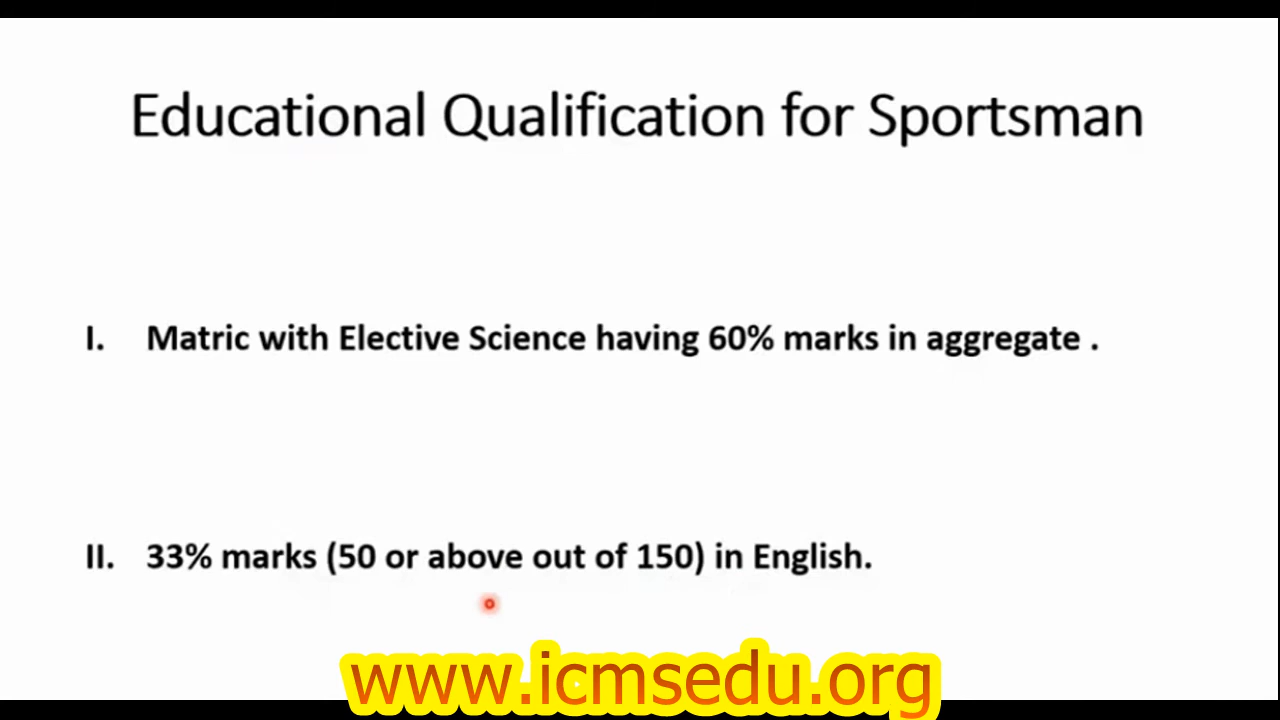 Educational Qualification for Sportsman
I. Matric with Elective Science having 60% marks in aggregate .
II. 33% marks (50 or above out of 150) in English.
www.icmsedu.org